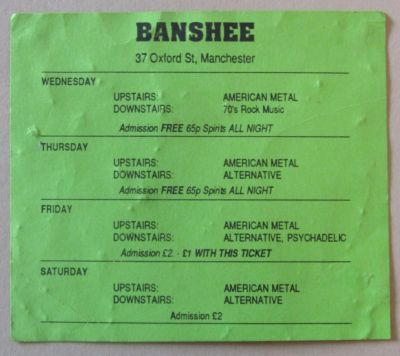 BANSHEE
37 Oxford St, Manchester
WEDNESDAY
UPSTAIRS: AMERICAN METAL
DOWNSTAIRS: 70's Rock Music
Admission FREE 65p Spirits ALL NIGHT
THURSDAY
UPSTAIRS: AMERICAN METAL
DOWNSTAIRS: ALTERNATIVE
Admission FREE 65p Spirits ALL NIGHT
FRIDAY
UPSTAIRS: AMERICAN METAL
DOWNSTAIRS: ALTERNATIVE, PSYCHADELIC
Admission £2 - £1 WITH THIS TICKET
SATURDAY
UPSTAIRS: AMERICAN METAL
DOWNSTAIRS: ALTERNATIVE
Admission £2